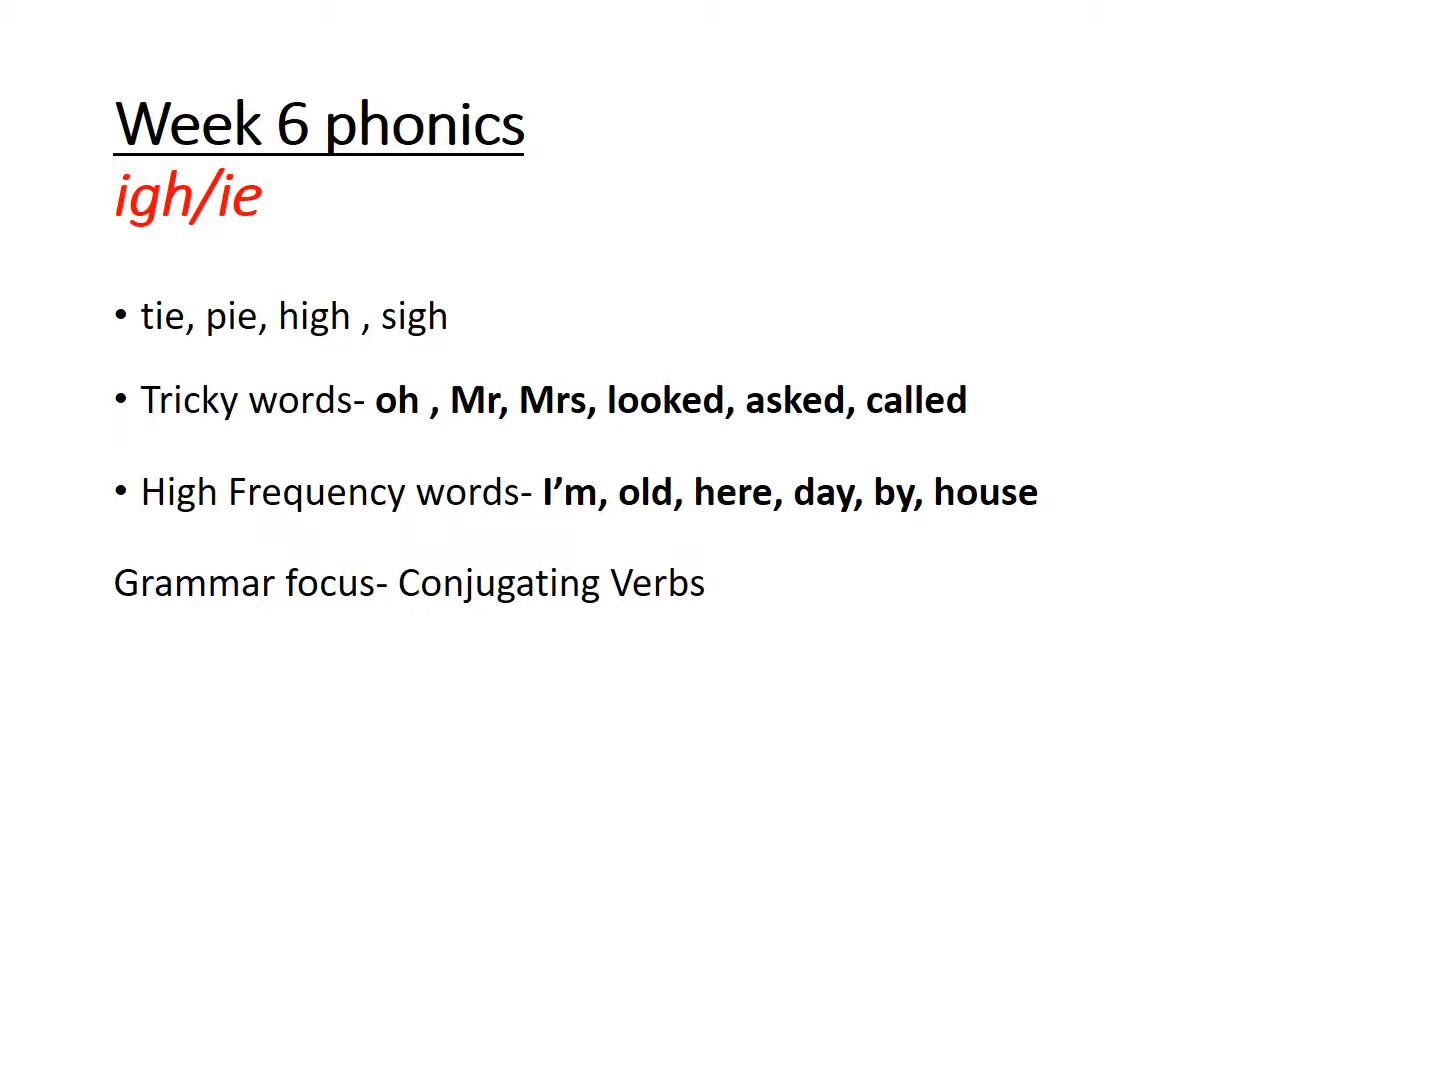 Week 6 phonics
igh/ie
• tie, pie, high , sigh
• Tricky words- oh , Mr, Mrs, looked, asked, called
• High Frequency words- I’m, old, here, day, by, house
Grammar focus- Conjugating Verbs